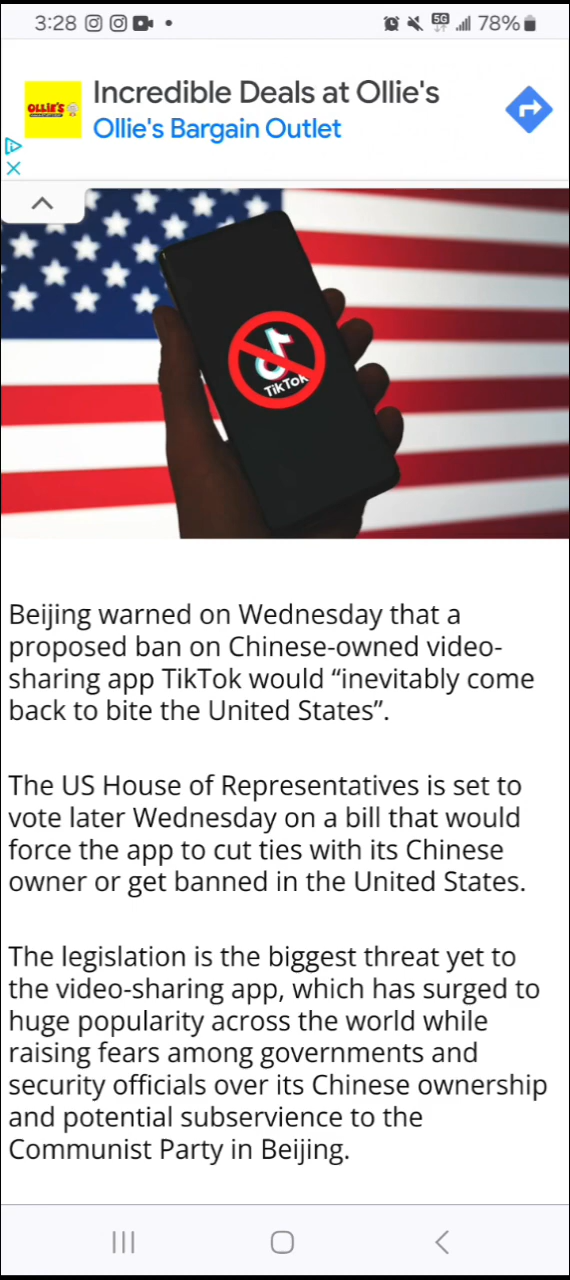 3:28
5G
78%
OLLIE'S
Incredible Deals at Ollie's
Ollie's Bargain Outlet
TikTok
Beijing warned on Wednesday that a
proposed ban on Chinese-owned video-
sharing app TikTok would “inevitably come
back to bite the United States”.
The US House of Representatives is set to
vote later Wednesday on a bill that would
force the app to cut ties with its Chinese
owner or get banned in the United States.
The legislation is the biggest threat yet to
the video-sharing app, which has surged to
huge popularity across the world while
raising fears among governments and
security officials over its Chinese ownership
and potential subservience to the
Communist Party in Beijing.